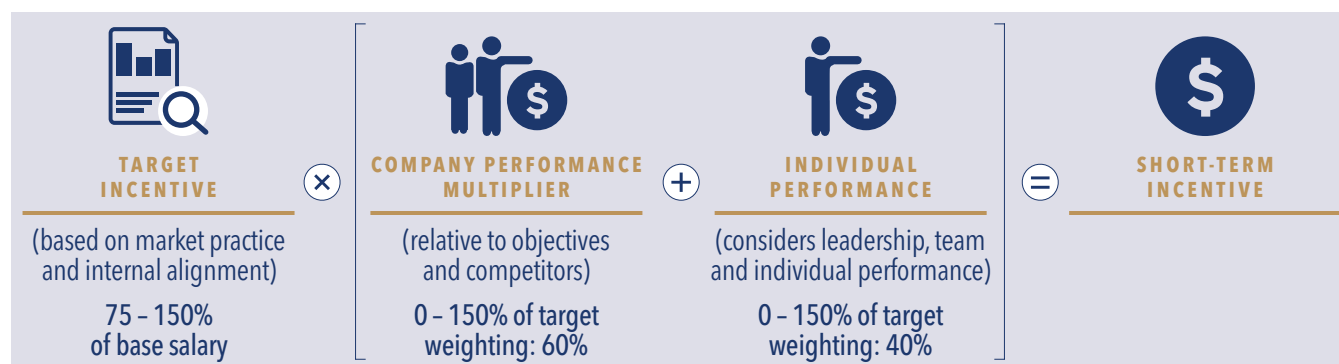 TARGET
INCENTIVE
(based on market practice
and internal alignment)
75 – 150%
of base salary
×
COMPANY PERFORMANCE
MULTIPLIER
(relative to objectives
and competitors)
0 – 150% of target
weighting: 60%
+
INDIVIDUAL
PERFORMANCE
(considers leadership, team
and individual performance)
0 – 150% of target
weighting: 40%
=
SHORT-TERM
INCENTIVE
$
$
$